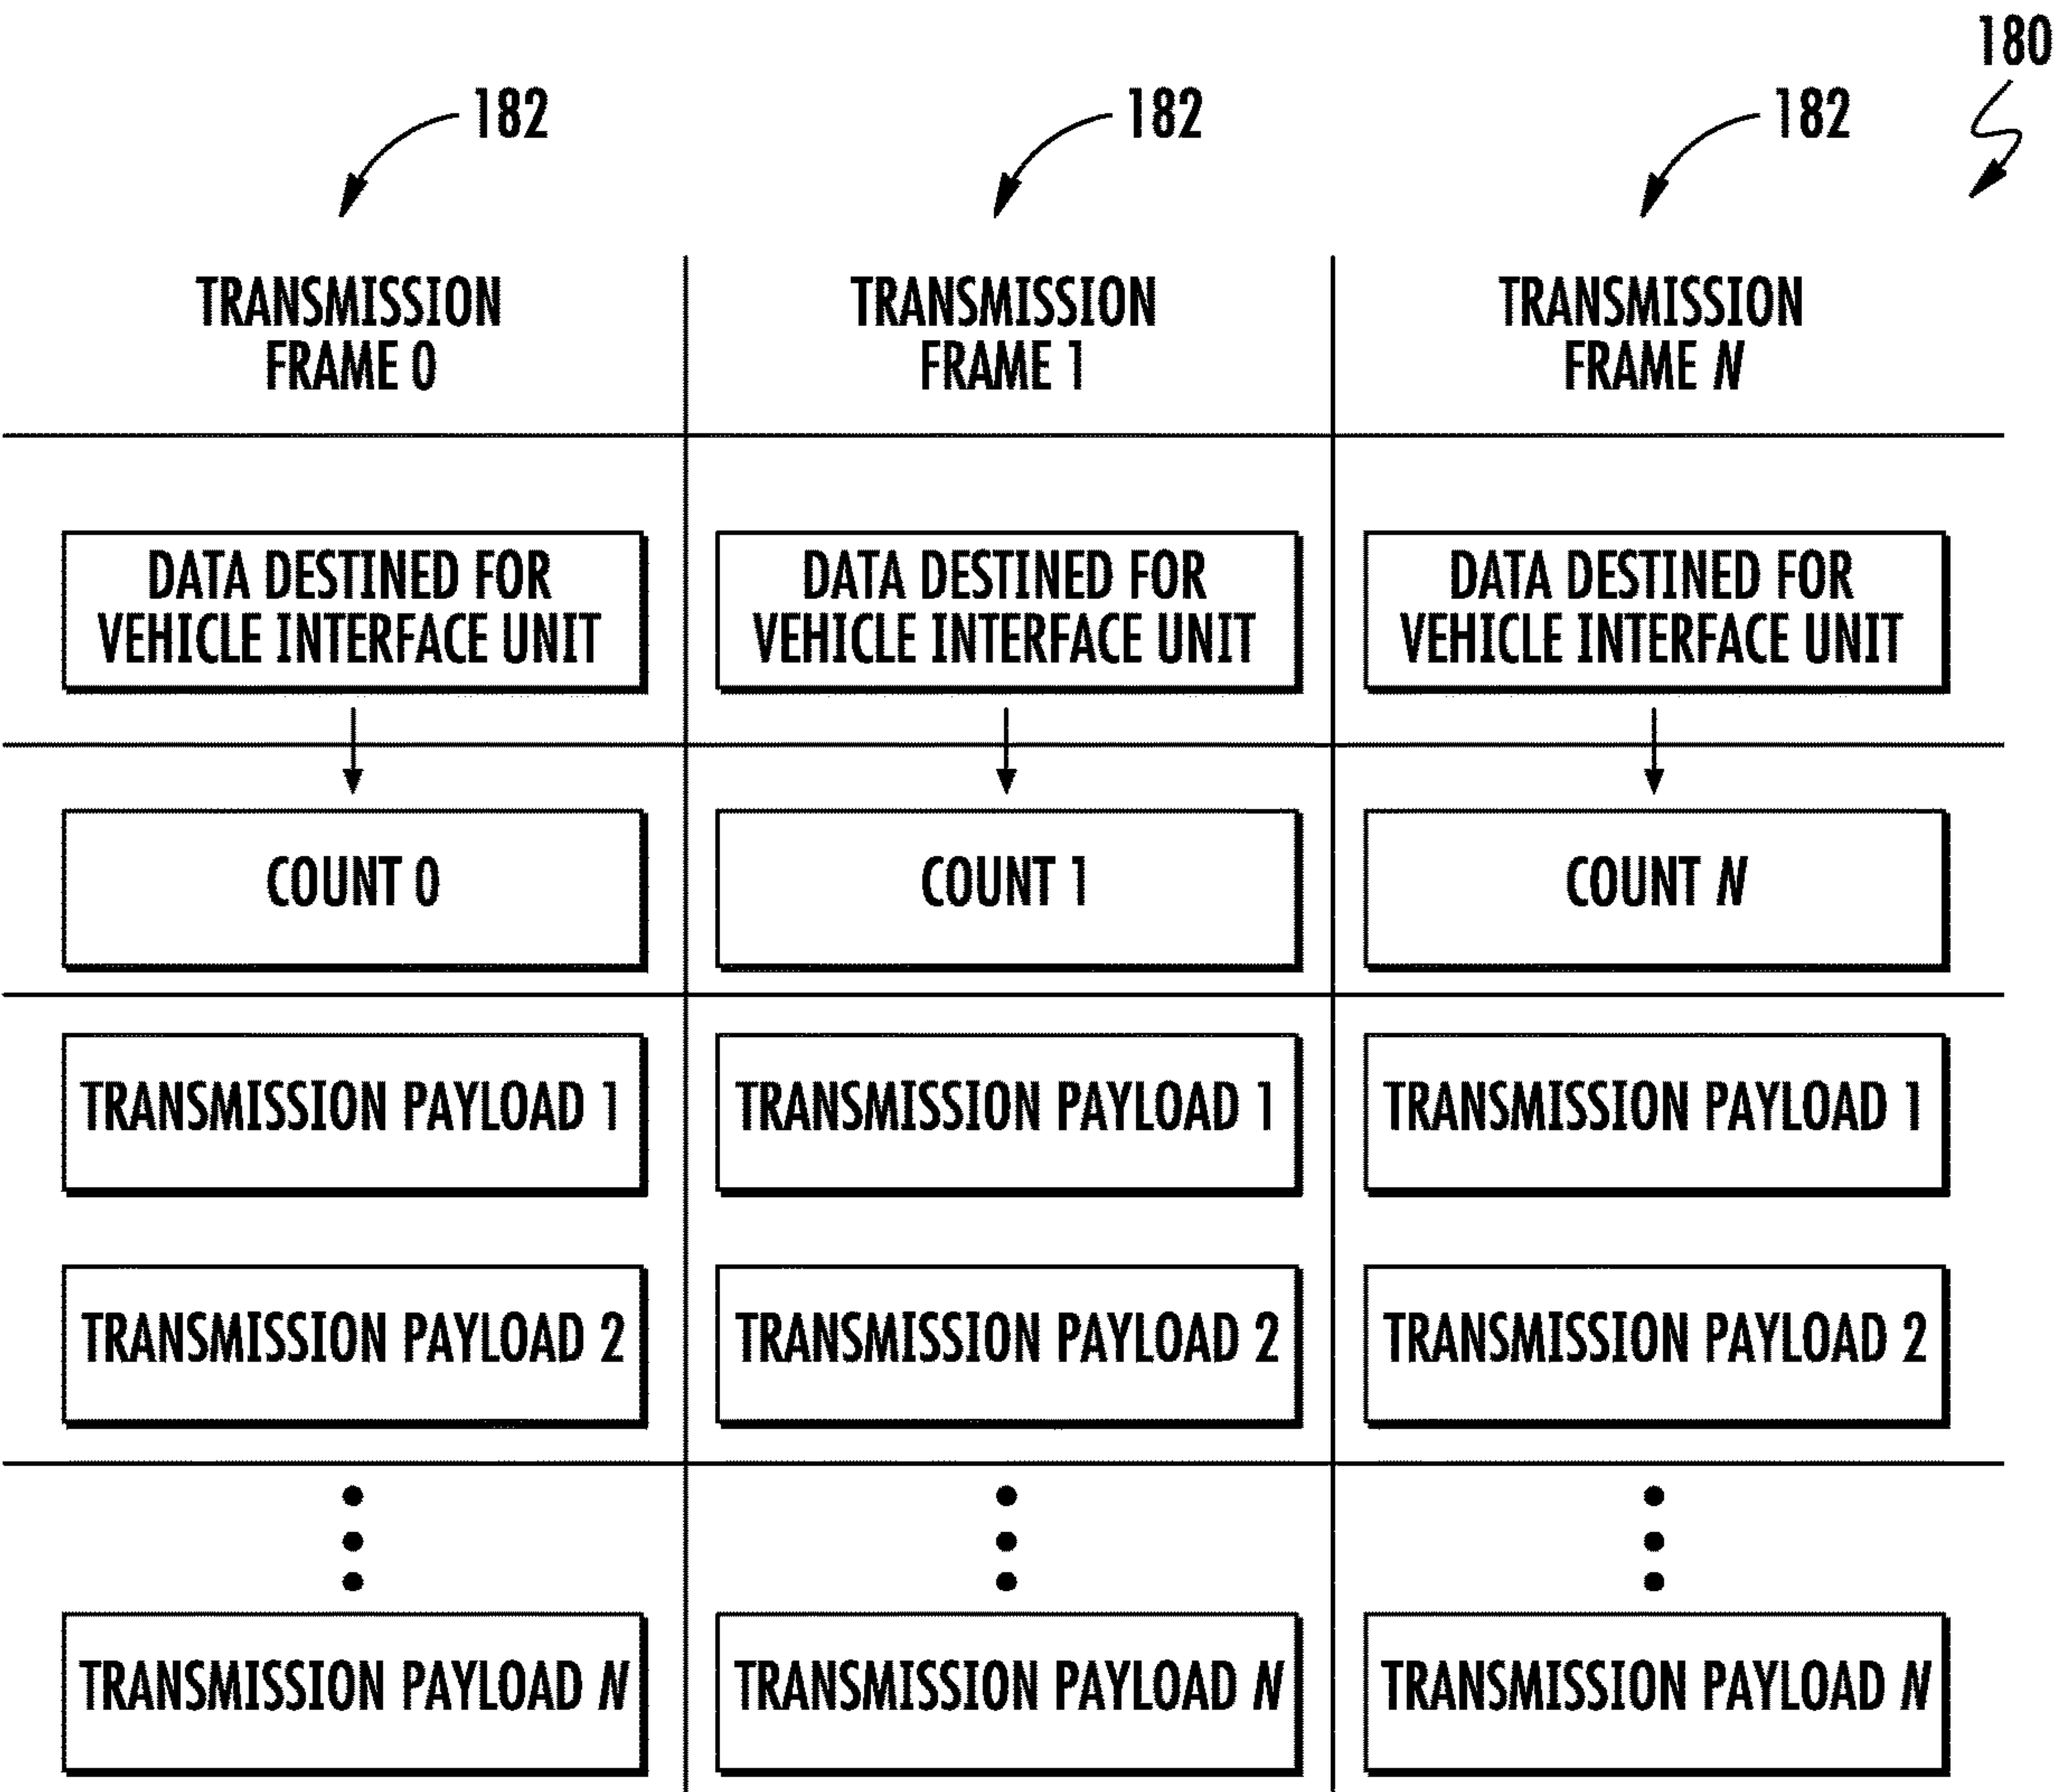 180
182
182
182
TRANSMISSION
FRAME 0
TRANSMISSION
FRAME 1
TRANSMISSION
FRAME N
DATA DESTINED FOR
VEHICLE INTERFACE UNIT
DATA DESTINED FOR
VEHICLE INTERFACE UNIT
DATA DESTINED FOR
VEHICLE INTERFACE UNIT
COUNT 0
COUNT 1
COUNT N
TRANSMISSION PAYLOAD 1
TRANSMISSION PAYLOAD 1
TRANSMISSION PAYLOAD 1
TRANSMISSION PAYLOAD 2
TRANSMISSION PAYLOAD 2
TRANSMISSION PAYLOAD 2
TRANSMISSION PAYLOAD N
TRANSMISSION PAYLOAD N
TRANSMISSION PAYLOAD N